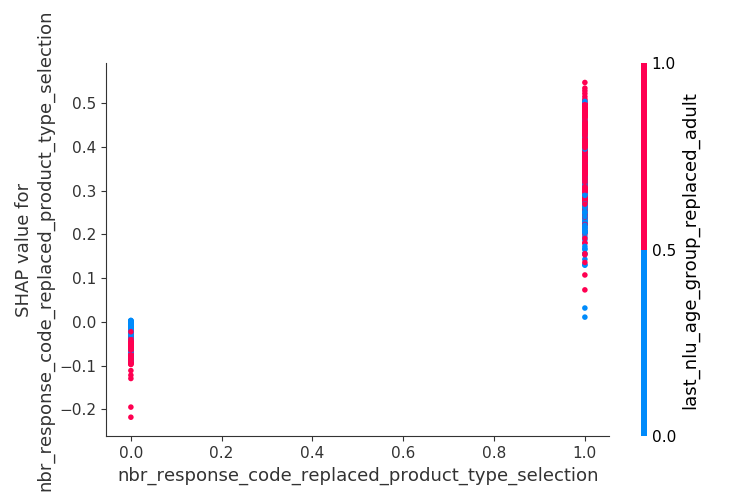 SHAP value for
nbr_response_code_replaced_product_type_selection
0.5
0.4
0.3
0.2
0.1
0.0
−0.1
−0.2
0.0 0.2 0.4 0.6 0.8 1.0
nbr_response_code_replaced_product_type_selection
1.0
0.5
0.0
last_nlu_age_group_replaced_adult